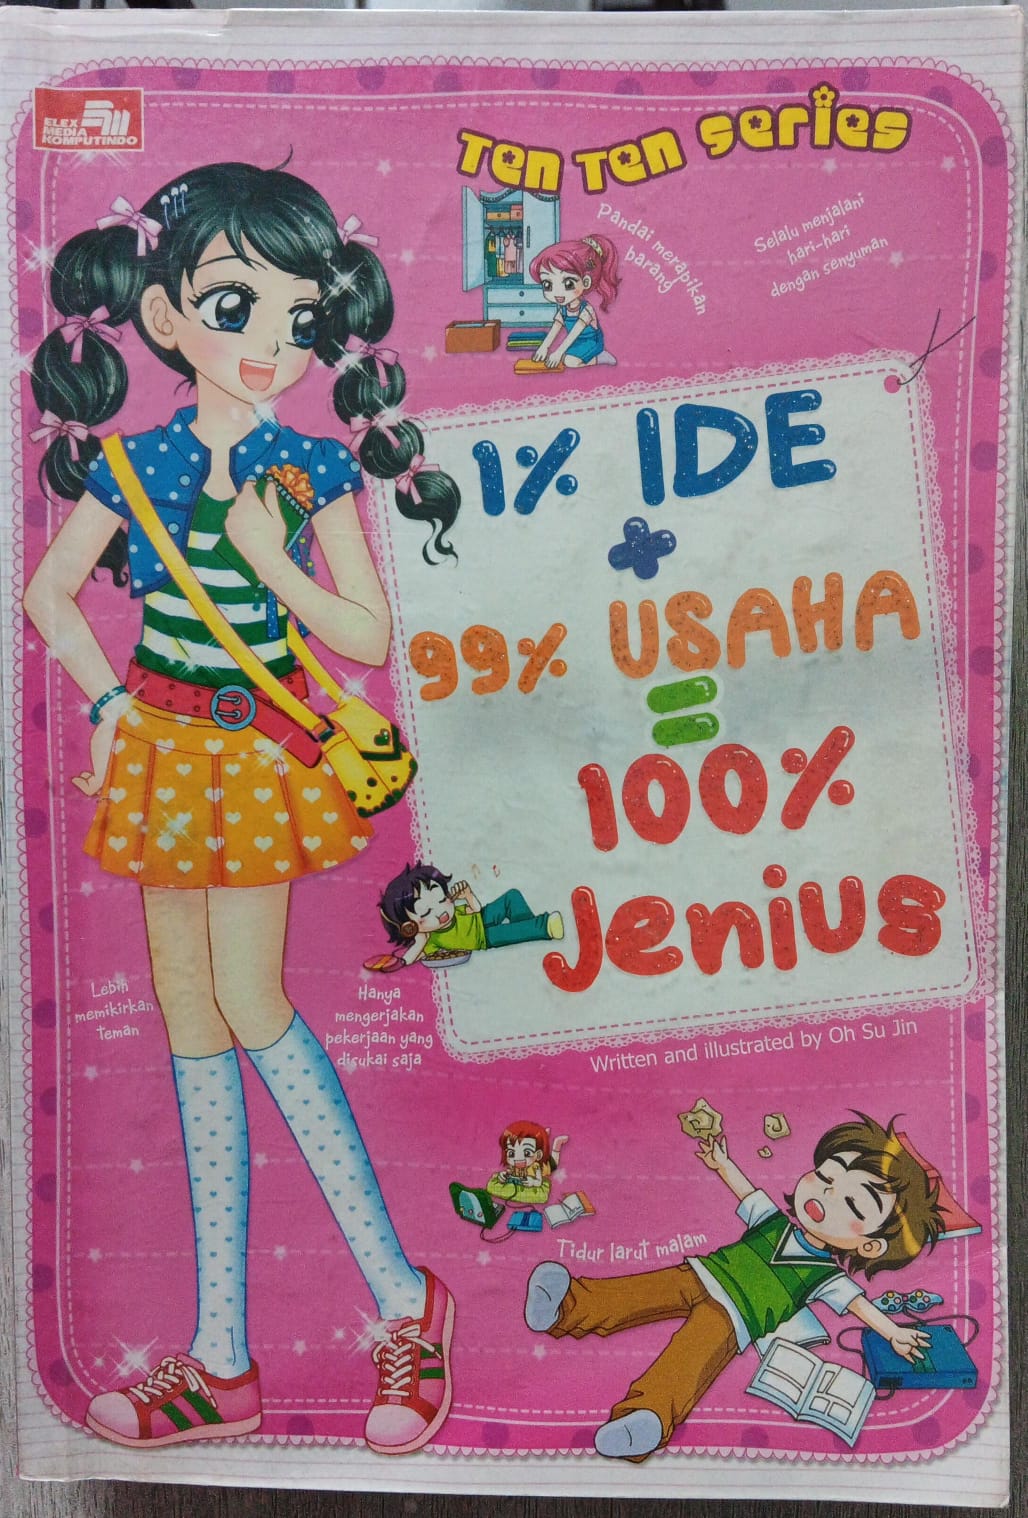 ELEX
MEDIA
KOMPUTINDO
Ten Ten Series
Pandai merapikan
barang
Selalu menjalani
hari-hari
dengan senyuman
1% IDE
+
99% USAHA
=
100%
Jenius
Lebih
memikirkan
teman
Hanya
mengerjakan
pekerjaan yang
disukai saja
Written and illustrated by Oh Su Jin
Tidur larut malam